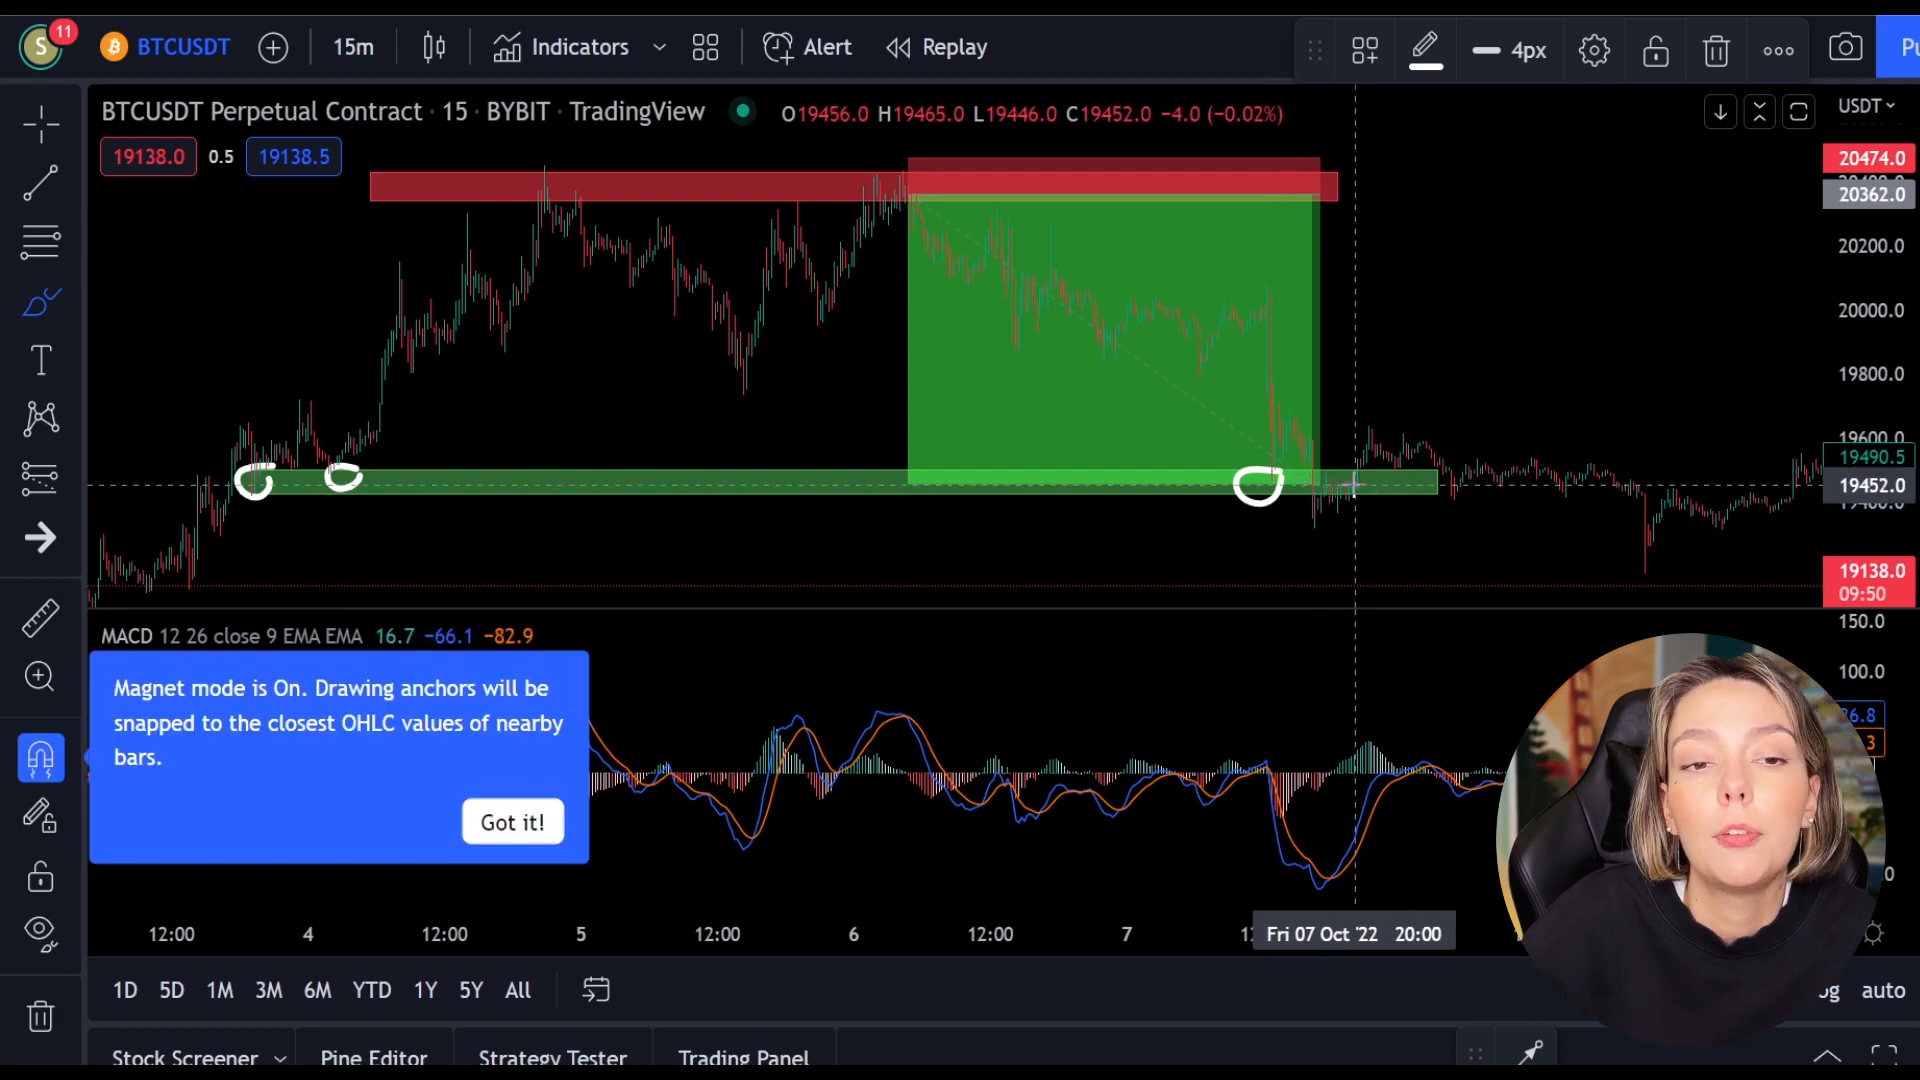 S 11 BTCUSDT 15m Indicators Alert Replay 4px Pu
BTCUSDT Perpetual Contract · 15 · BYBIT · TradingView O19456.0 H19465.0 L19446.0 C19452.0 −4.0 (−0.02%) USDT
19138.0 0.5 19138.5
20474.0
20362.0
20200.0
20000.0
19800.0
19600.0
19490.5
19452.0
19138.0
09:50
MACD 12 26 close 9 EMA EMA 16.7 −66.1 −82.9
150.0
100.0
Magnet mode is On. Drawing anchors will be
snapped to the closest OHLC values of nearby
bars.
Got it!
12:00 4 12:00 5 12:00 6 12:00 7 Fri 07 Oct '22 20:00
1D 5D 1M 3M 6M YTD 1Y 5Y All auto
Stock Screener Pine Editor Strategy Tester Trading Panel